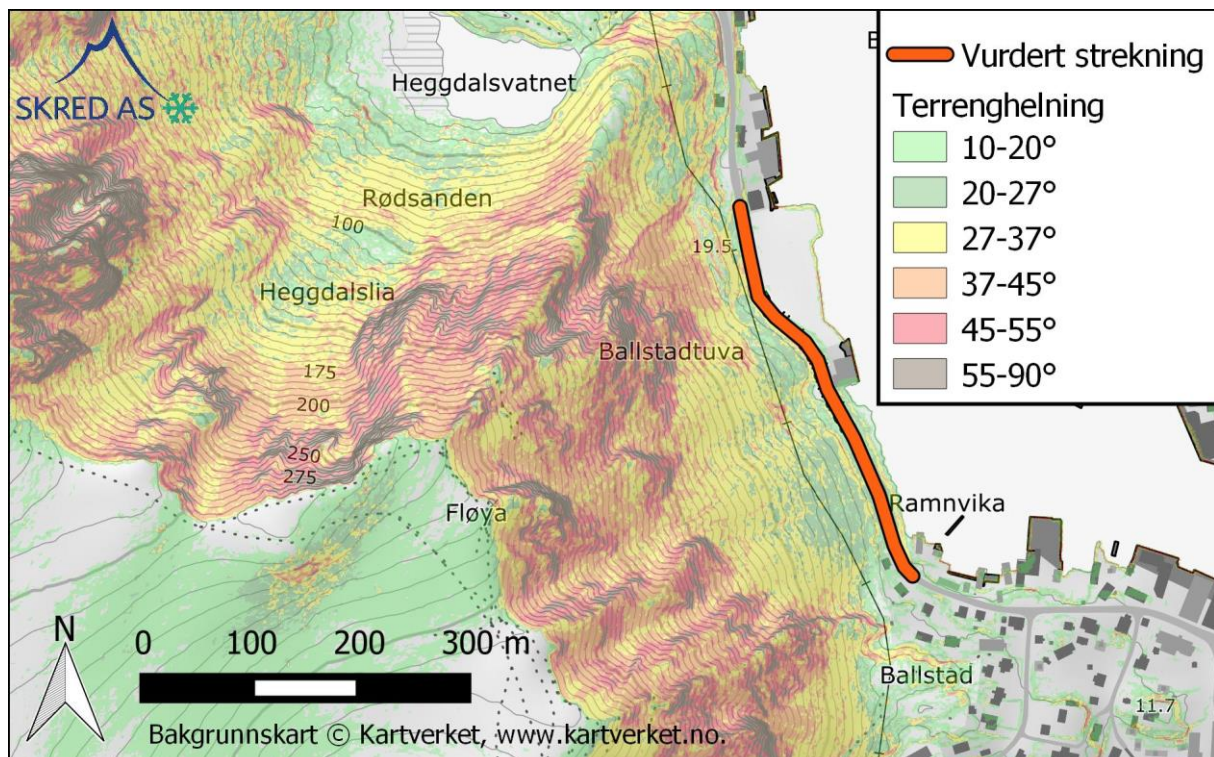 SKRED AS
Heggdalsvatnet
Rødsanden
100
Heggdalslia
19.5
Ballstadtuva
175
200
250
275
Fløya
Ramnvika
Ballstad
11.7
Vurdert strekning
Terrenghelning
10-20°
20-27°
27-37°
37-45°
45-55°
55-90°
N
0 100 200 300 m
Bakgrunnskart © Kartverket, www.kartverket.no.